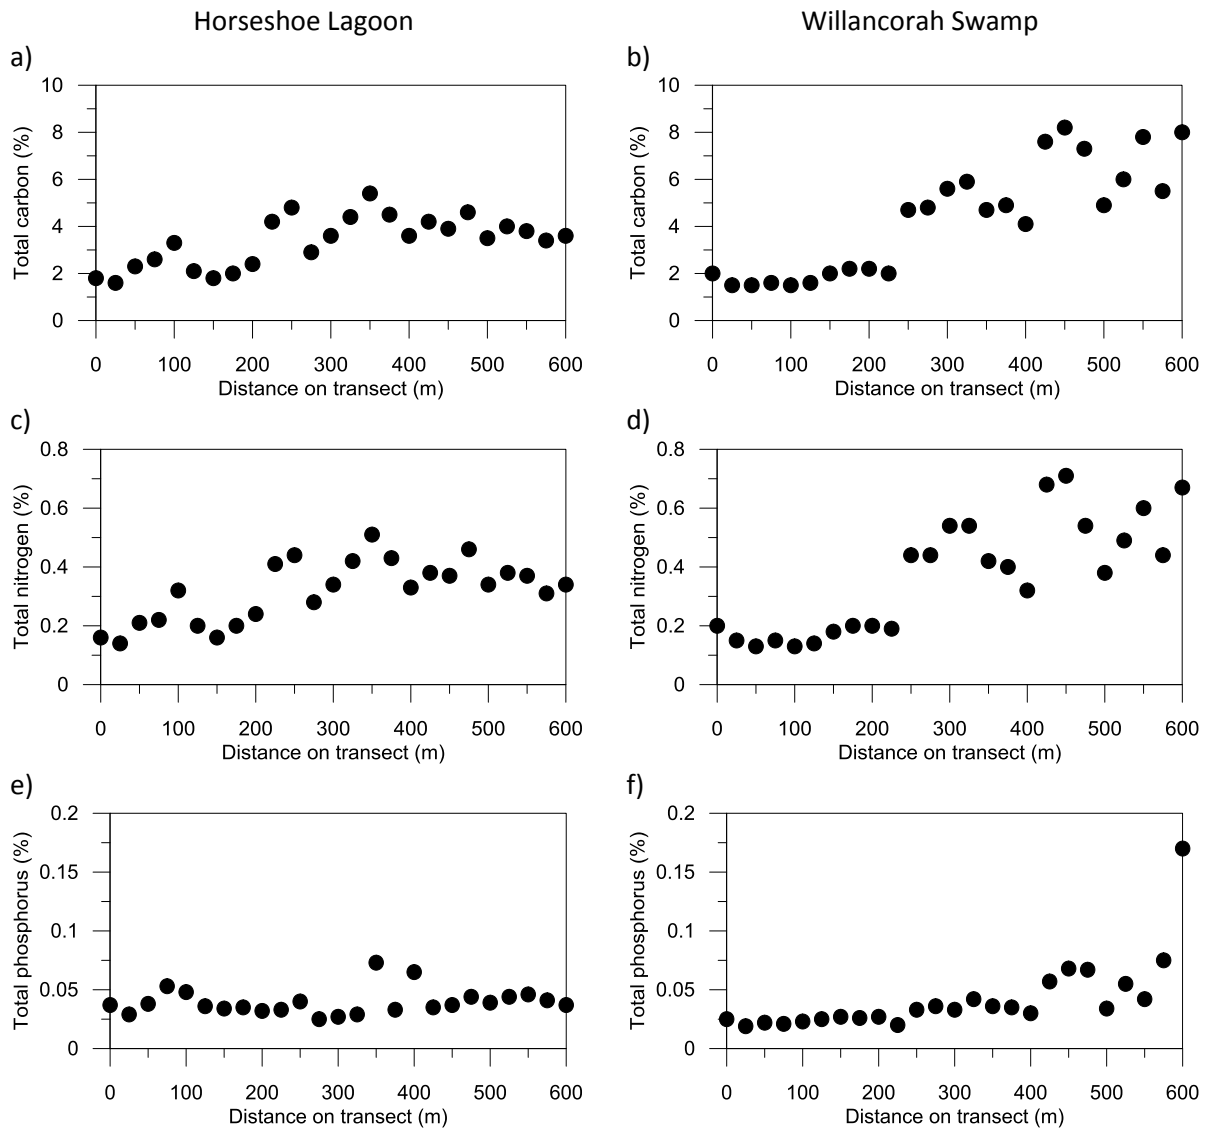 Horseshoe Lagoon
Willancorah Swamp
a)
b)
10
8
6
4
2
0
Total carbon (%)
0 100 200 300 400 500 600
Distance on transect (m)
10
8
6
4
2
0
Total carbon (%)
0 100 200 300 400 500 600
Distance on transect (m)
c)
d)
0.8
0.6
0.4
0.2
0
Total nitrogen (%)
0 100 200 300 400 500 600
Distance on transect (m)
0.8
0.6
0.4
0.2
0
Total nitrogen (%)
0 100 200 300 400 500 600
Distance on transect (m)
e)
f)
0.2
0.15
0.1
0.05
0
Total phosphorus (%)
0 100 200 300 400 500 600
Distance on transect (m)
0.2
0.15
0.1
0.05
0
Total phosphorus (%)
0 100 200 300 400 500 600
Distance on transect (m)